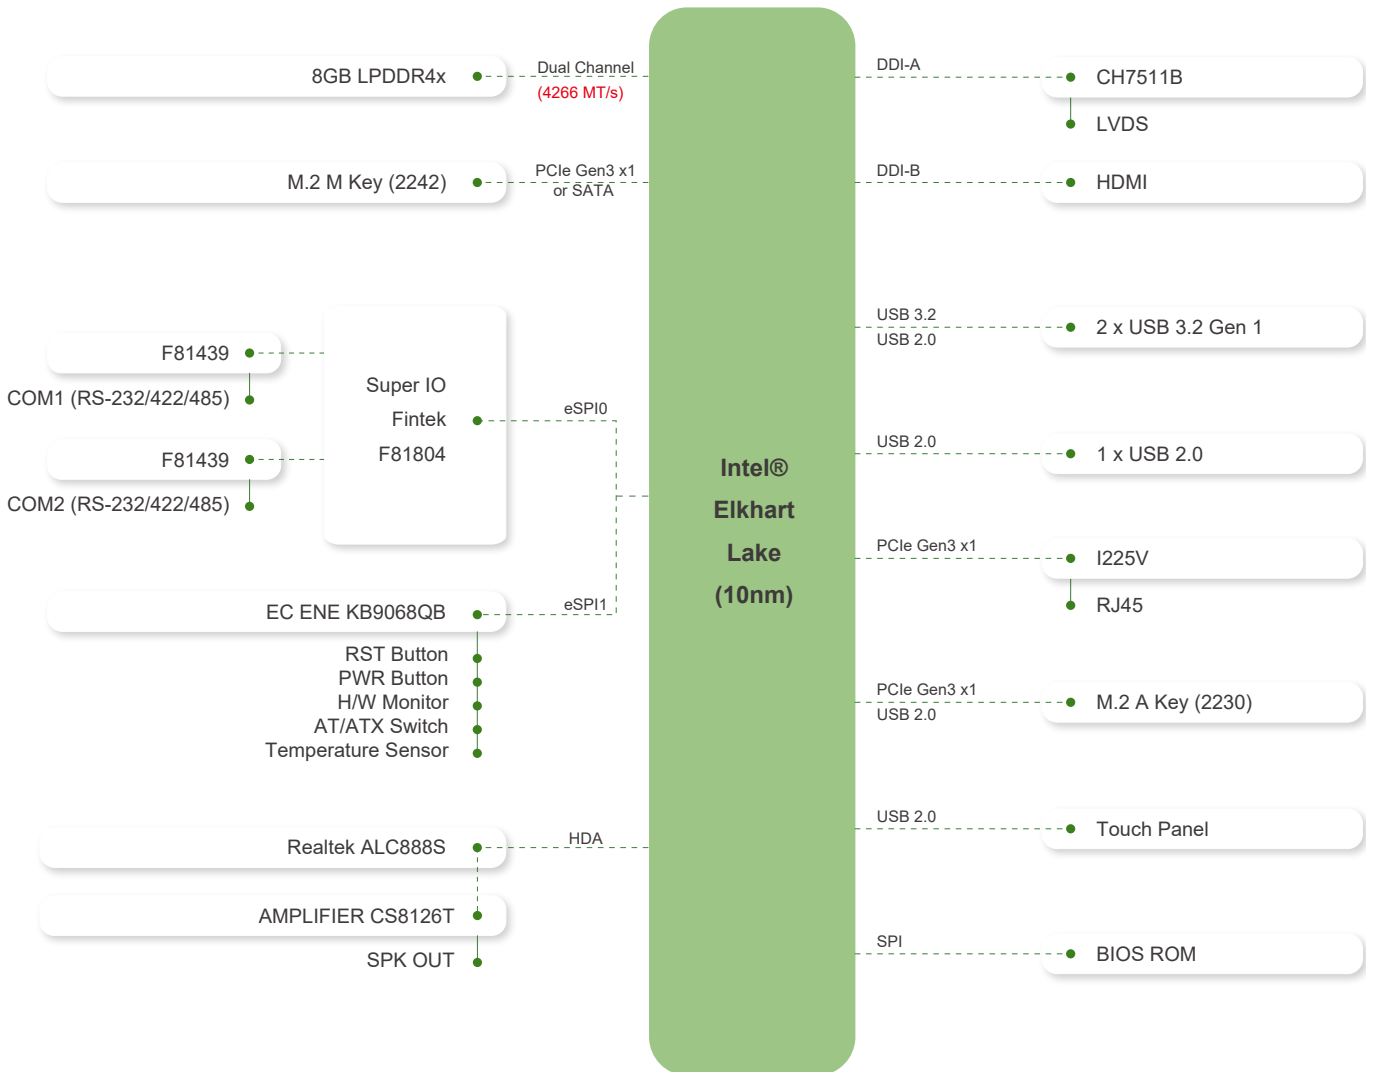 8GB LPDDR4x
Dual Channel
(4266 MT/s)
M.2 M Key (2242)
PCIe Gen3 x1
or SATA
F81439
COM1 (RS-232/422/485)
F81439
COM2 (RS-232/422/485)
Super IO
Fintek
F81804
eSPI0
EC ENE KB9068QB
eSPI1
RST Button
PWR Button
H/W Monitor
AT/ATX Switch
Temperature Sensor
Realtek ALC888S
HDA
AMPLIFIER CS8126T
SPK OUT
Intel®
Elkhart
Lake
(10nm)
DDI-A
CH7511B
LVDS
DDI-B
HDMI
USB 3.2
USB 2.0
2 x USB 3.2 Gen 1
USB 2.0
1 x USB 2.0
PCIe Gen3 x1
I225V
RJ45
PCIe Gen3 x1
USB 2.0
M.2 A Key (2230)
USB 2.0
Touch Panel
SPI
BIOS ROM